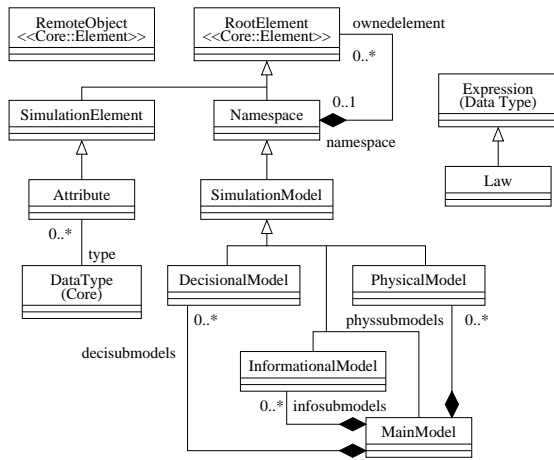 RemoteObject
<<Core::Element>>
RootElement
<<Core::Element>>
ownedelement
0..*
0..1
namespace
SimulationElement
Namespace
Expression
(Data Type)
Attribute
SimulationModel
Law
0..*
type
DataType
(Core)
DecisionalModel
PhysicalModel
0..*
physsubmodels
0..*
decisubmodels
InformationalModel
0..*
infosubmodels
MainModel